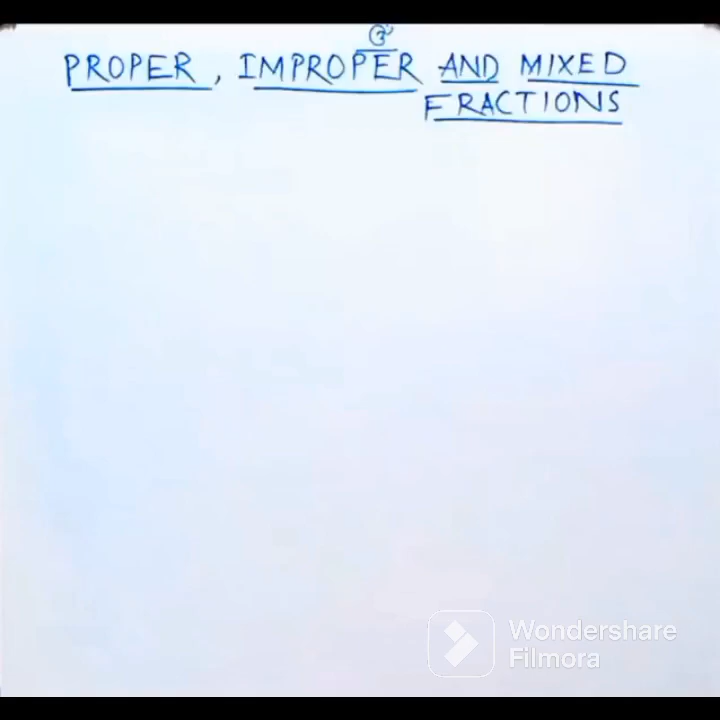 ॐ
PROPER, IMPROPER AND MIXED
FRACTIONS
Wondershare
Filmora